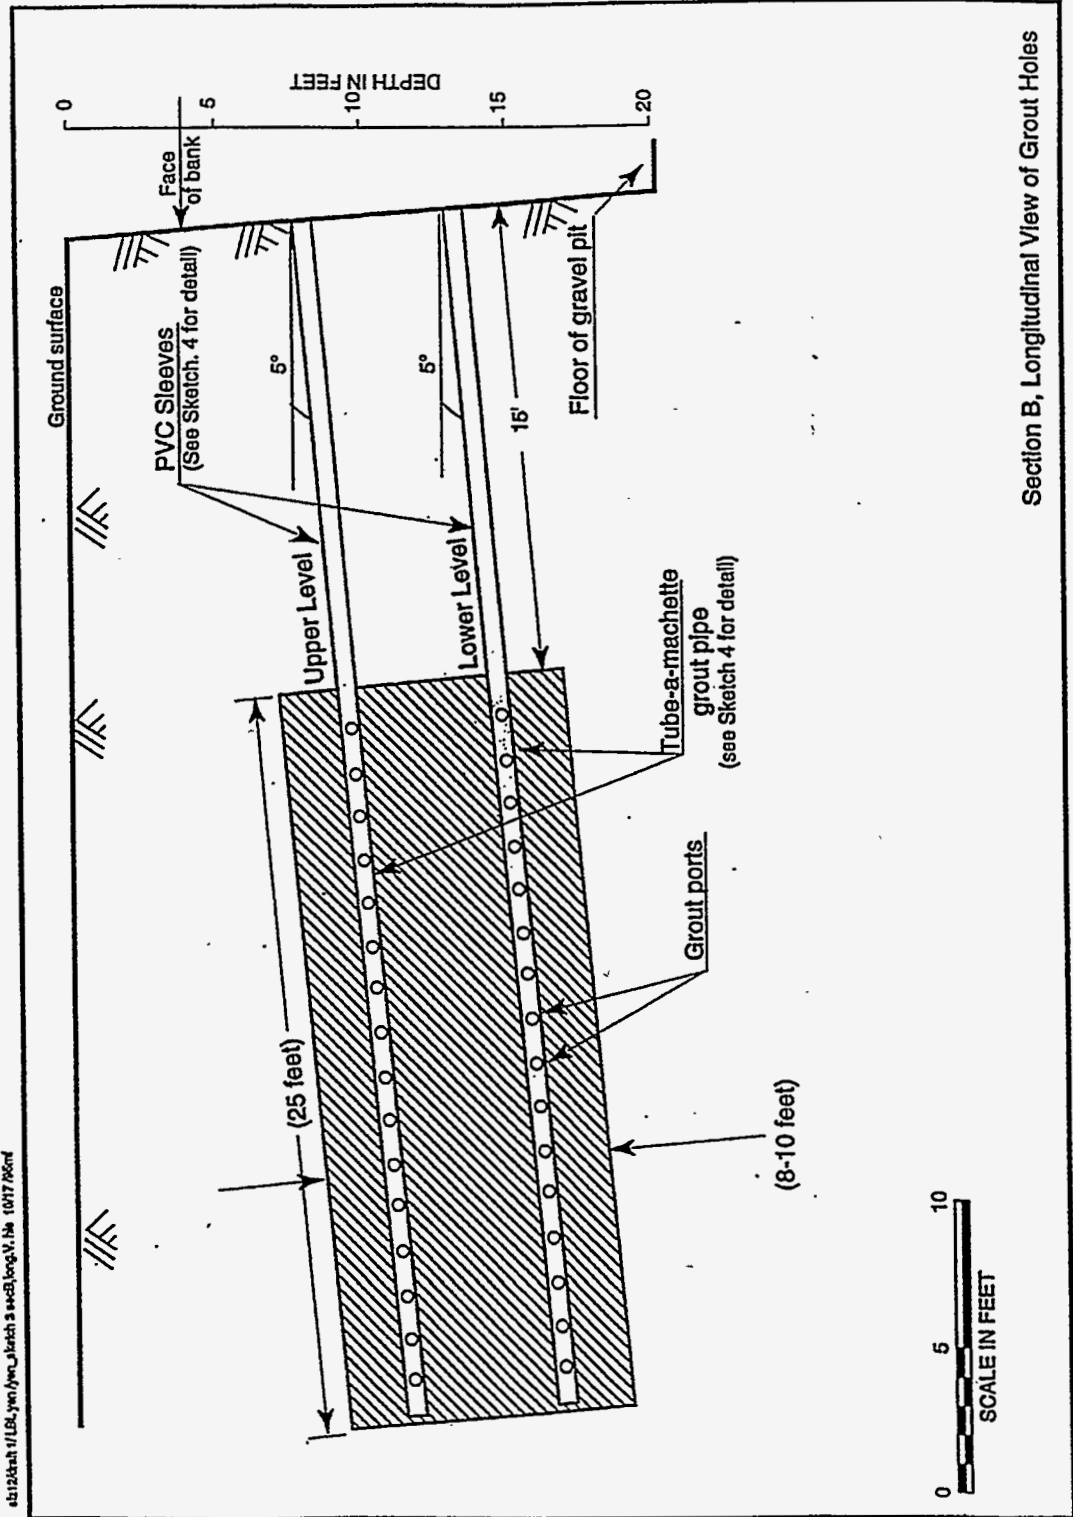 Ground surface
PVC Sleeves
(See Sketch. 4 for detail)
Face
of bank
0
5
10
15
20
DEPTH IN FEET
Upper Level
5°
Lower Level
5°
15'
Floor of gravel pit
(25 feet)
Tube-a-machette
grout pipe
(see Sketch 4 for detail)
Grout ports
(8-10 feet)
0
5
10
SCALE IN FEET
Section B, Longitudinal View of Grout Holes